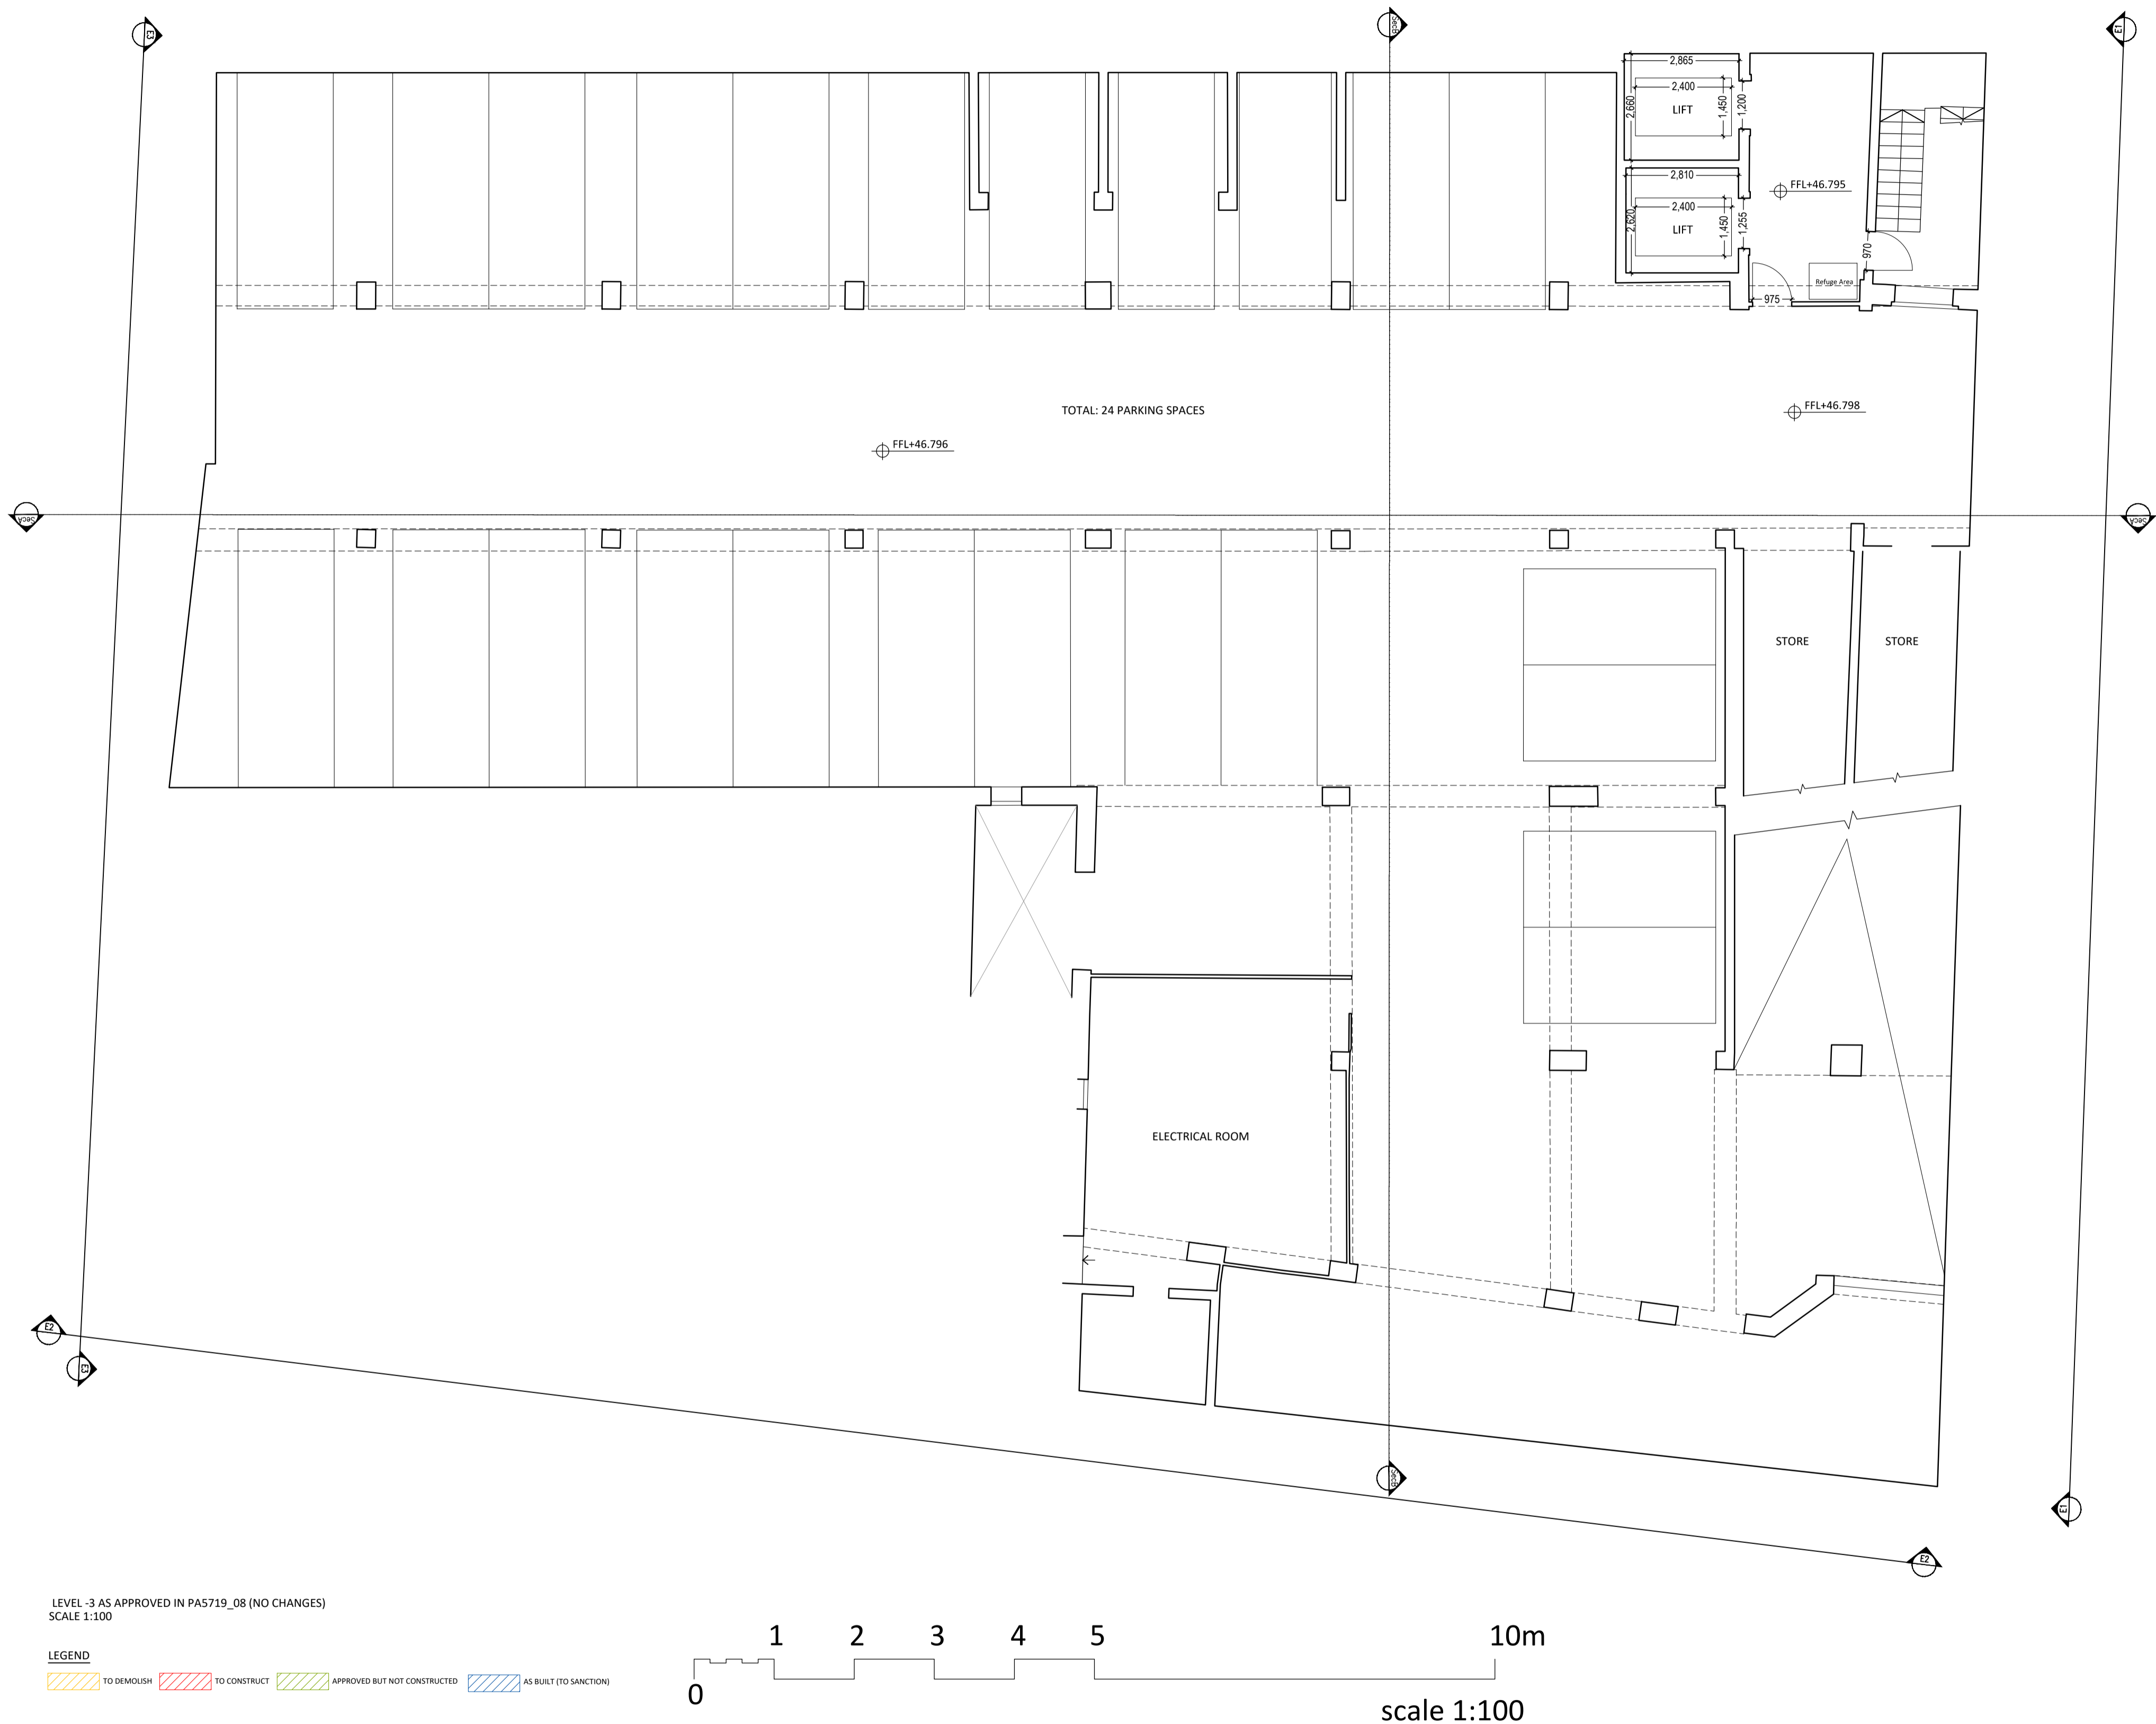 E3
SecB
E1
2,865
2,400
2,660
1,450
1,200
LIFT
2,810
2,400
2,620
1,450
1,255
LIFT
FFL+46.795
970
Refuge Area
975
TOTAL: 24 PARKING SPACES
FFL+46.798
FFL+46.796
SecA
SecA
STORE
STORE
ELECTRICAL ROOM
E2
E3
SecB
E1
E2
LEVEL -3 AS APPROVED IN PA5719_08 (NO CHANGES)
SCALE 1:100
LEGEND
TO DEMOLISH
TO CONSTRUCT
APPROVED BUT NOT CONSTRUCTED
AS BUILT (TO SANCTION)
1 2 3 4 5 10m
0
scale 1:100